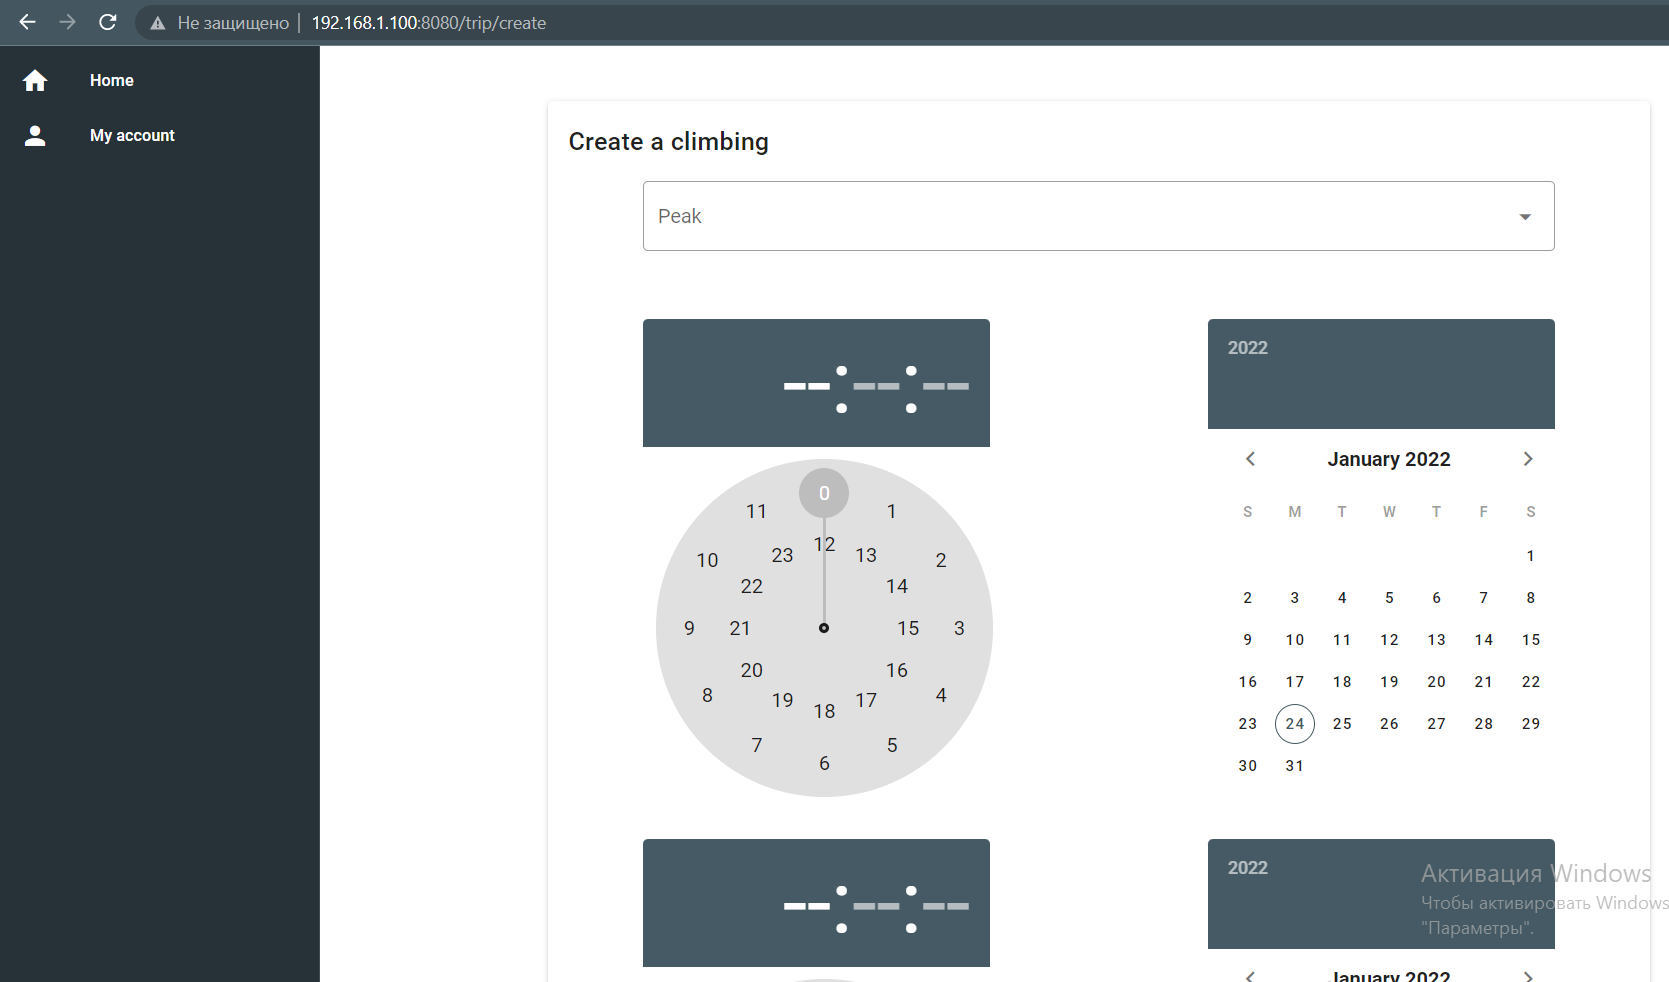 Не защищено | 192.168.1.100:8080/trip/create
Home
My account
Create a climbing
Peak
--:--:--
0
11 1
12
23 13
10 2
22 14
9 21 15 3
20 16
8 4
19 17
18
7 5
6
2022
January 2022
S M T W T F S
1
2 3 4 5 6 7 8
9 10 11 12 13 14 15
16 17 18 19 20 21 22
23 24 25 26 27 28 29
30 31
--:--:--
2022
January 2022
Активация Windows
Чтобы активировать Windows
"Параметры".